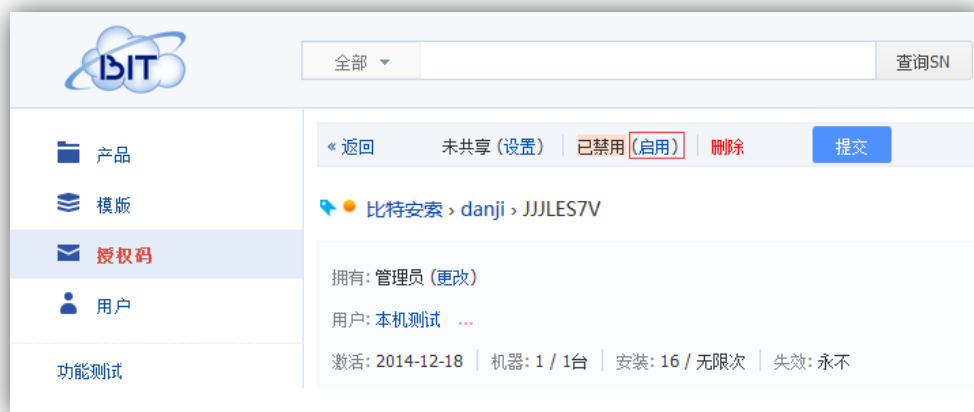 BIT
全部
查询SN
产品
模版
授权码
用户
功能测试
« 返回 未共享 (设置) 已禁用 (启用) 删除 提交
比特安索 › danji › JJJLES7V
拥有: 管理员 (更改)
用户: 本机测试 ...
激活: 2014-12-18 机器: 1 / 1台 安装: 16 / 无限次 失效: 永不